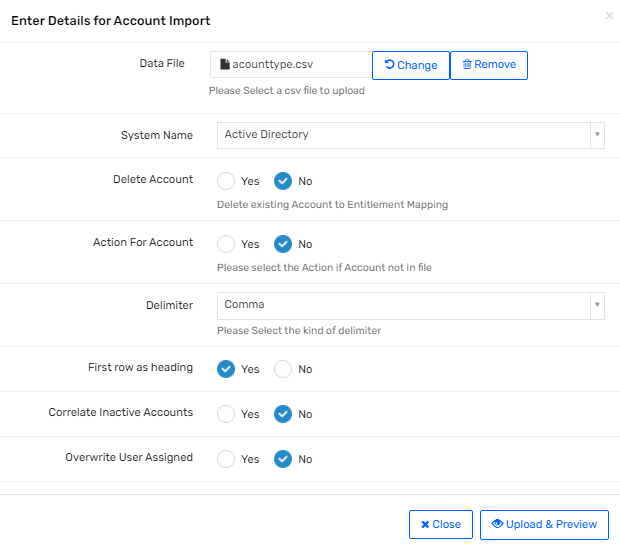 Enter Details for Account Import
×
Data File
acounttype.csv
Change
Remove
Please Select a csv file to upload
System Name
Active Directory
Delete Account
Yes
No
Delete existing Account to Entitlement Mapping
Action For Account
Yes
No
Please select the Action if Account not in file
Delimiter
Comma
Please Select the kind of delimiter
First row as heading
Yes
No
Correlate Inactive Accounts
Yes
No
Overwrite User Assigned
Yes
No
Close
Upload & Preview